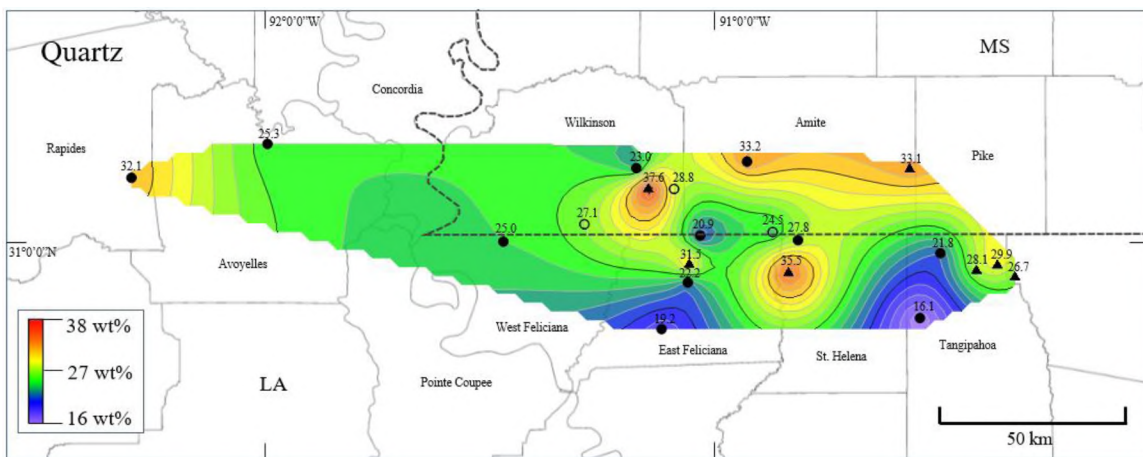 92°0'0"W
91°0'0"W
Quartz
MS
Concordia
Wilkinson
Amite
25.3
33.2
Rapides
23.0
33.1
Pike
32.1
37.6
28.8
27.1
20.9
24.5
25.0
27.8
31°0'0"N
21.8
31.5
Avoyelles
35.5
28.1
29.9
26.7
22.2
38 wt%
16.1
19.2
West Feliciana
East Feliciana
St. Helena
Tangipahoa
27 wt%
LA
Pointe Coupee
16 wt%
50 km